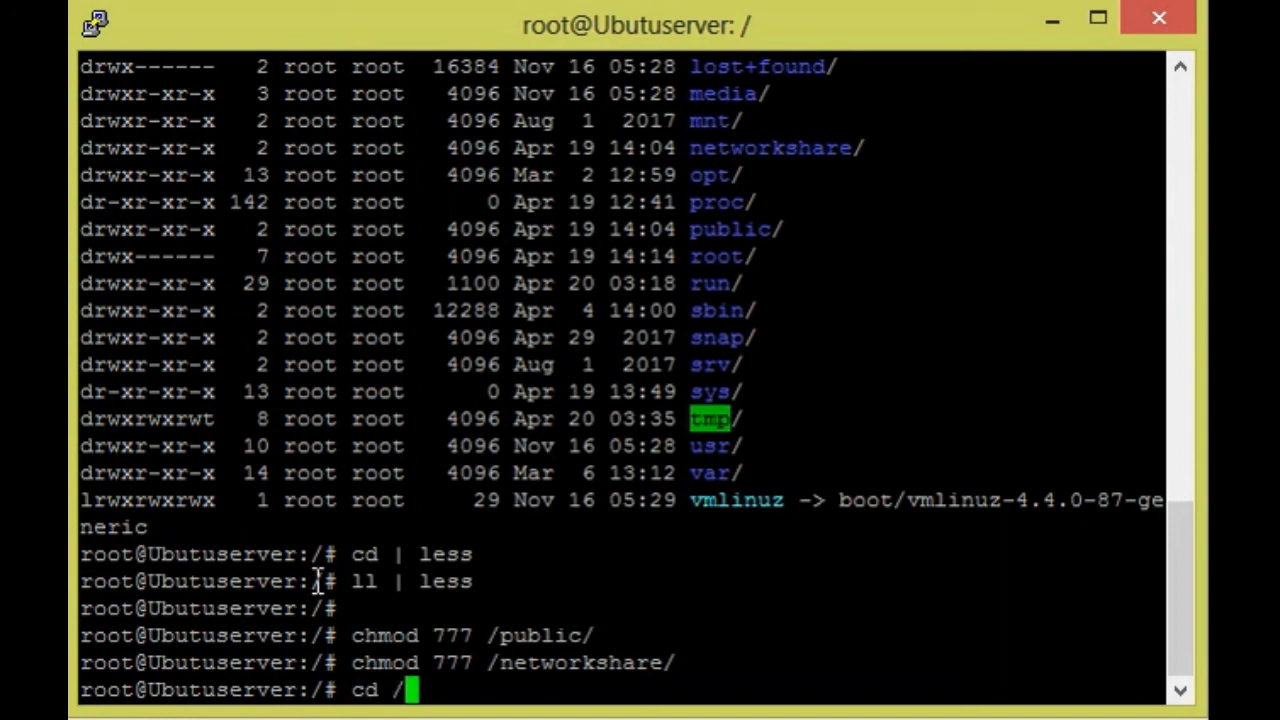 root@Ubutuserver: /
drwx------ 2 root root 16384 Nov 16 05:28 lost+found/
drwxr-xr-x 3 root root 4096 Nov 16 05:28 media/
drwxr-xr-x 2 root root 4096 Aug 1 2017 mnt/
drwxr-xr-x 2 root root 4096 Apr 19 14:04 networkshare/
drwxr-xr-x 13 root root 4096 Mar 2 12:59 opt/
dr-xr-xr-x 142 root root 0 Apr 19 12:41 proc/
drwxr-xr-x 2 root root 4096 Apr 19 14:04 public/
drwx------ 7 root root 4096 Apr 19 14:14 root/
drwxr-xr-x 29 root root 1100 Apr 20 03:18 run/
drwxr-xr-x 2 root root 12288 Apr 4 14:00 sbin/
drwxr-xr-x 2 root root 4096 Apr 29 2017 snap/
drwxr-xr-x 2 root root 4096 Aug 1 2017 srv/
dr-xr-xr-x 13 root root 0 Apr 19 13:49 sys/
drwxrwxrwt 8 root root 4096 Apr 20 03:35 tmp/
drwxr-xr-x 10 root root 4096 Nov 16 05:28 usr/
drwxr-xr-x 14 root root 4096 Mar 6 13:12 var/
lrwxrwxrwx 1 root root 29 Nov 16 05:29 vmlinuz -> boot/vmlinuz-4.4.0-87-ge
neric
root@Ubutuserver:/# cd | less
root@Ubutuserver:/# ll | less
root@Ubutuserver:/#
root@Ubutuserver:/# chmod 777 /public/
root@Ubutuserver:/# chmod 777 /networkshare/
root@Ubutuserver:/# cd /